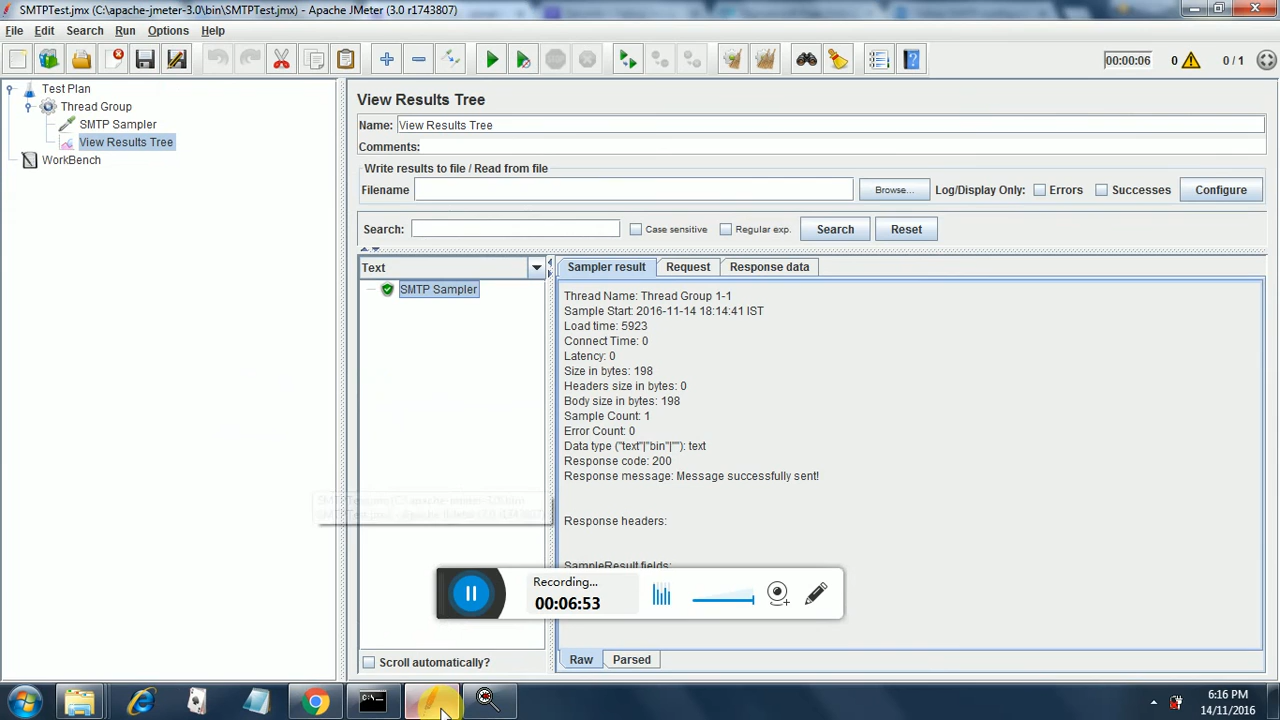 SMTPTest.jmx (C:\apache-jmeter-3.0\bin\SMTPTest.jmx) - Apache JMeter (3.0 r1743807)
File Edit Search Run Options Help
00:00:06 0 0 / 1
Test Plan
Thread Group
SMTP Sampler
View Results Tree
WorkBench
View Results Tree
Name: View Results Tree
Comments:
Write results to file / Read from file
Filename Browse... Log/Display Only: Errors Successes Configure
Search: Case sensitive Regular exp. Search Reset
Text
SMTP Sampler
Sampler result Request Response data
Thread Name: Thread Group 1-1
Sample Start: 2016-11-14 18:14:41 IST
Load time: 5923
Connect Time: 0
Latency: 0
Size in bytes: 198
Headers size in bytes: 0
Body size in bytes: 198
Sample Count: 1
Error Count: 0
Data type ("text"|"bin"|""): text
Response code: 200
Response message: Message successfully sent!
Response headers:
SampleResult fields:
Recording...
00:06:53
Scroll automatically?
Raw Parsed
C:\
6:16 PM
14/11/2016